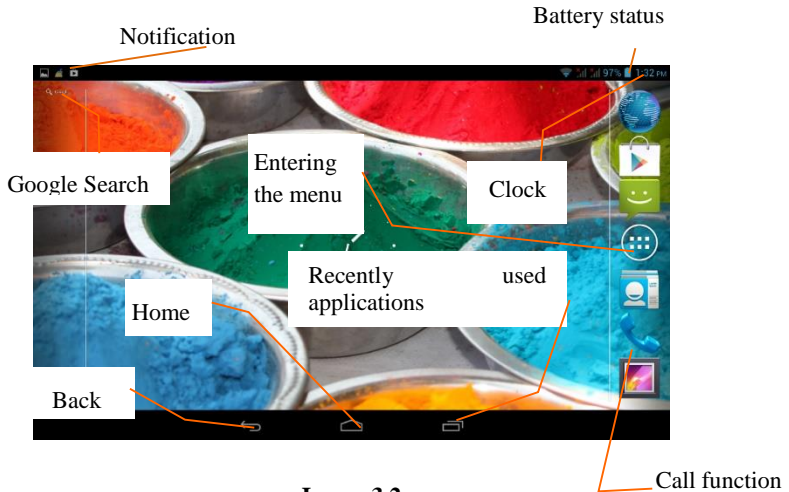 Battery status
Notification
97% 1:32 PM
Google Search
Entering
the menu
Clock
Recently used
applications
Home
Back
Call function